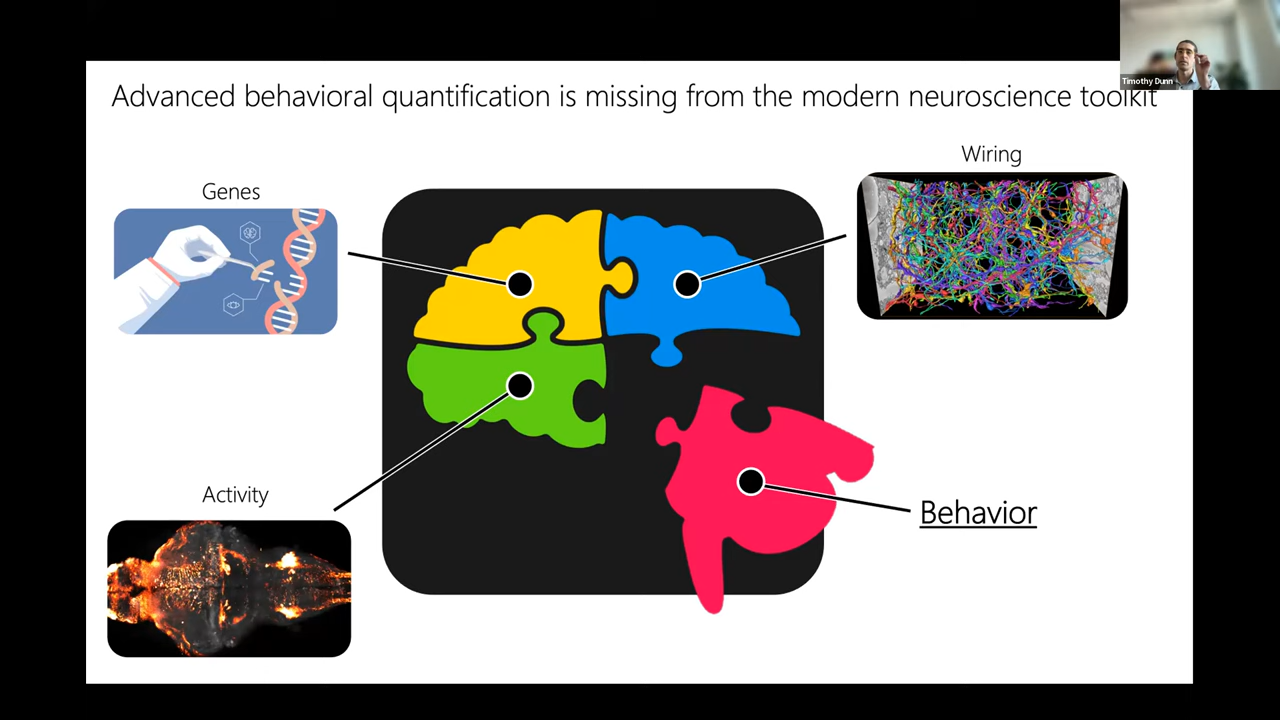 Advanced behavioral quantification is missing from the modern neuroscience toolkit
Timothy Dunn
Wiring
Genes
Activity
Behavior